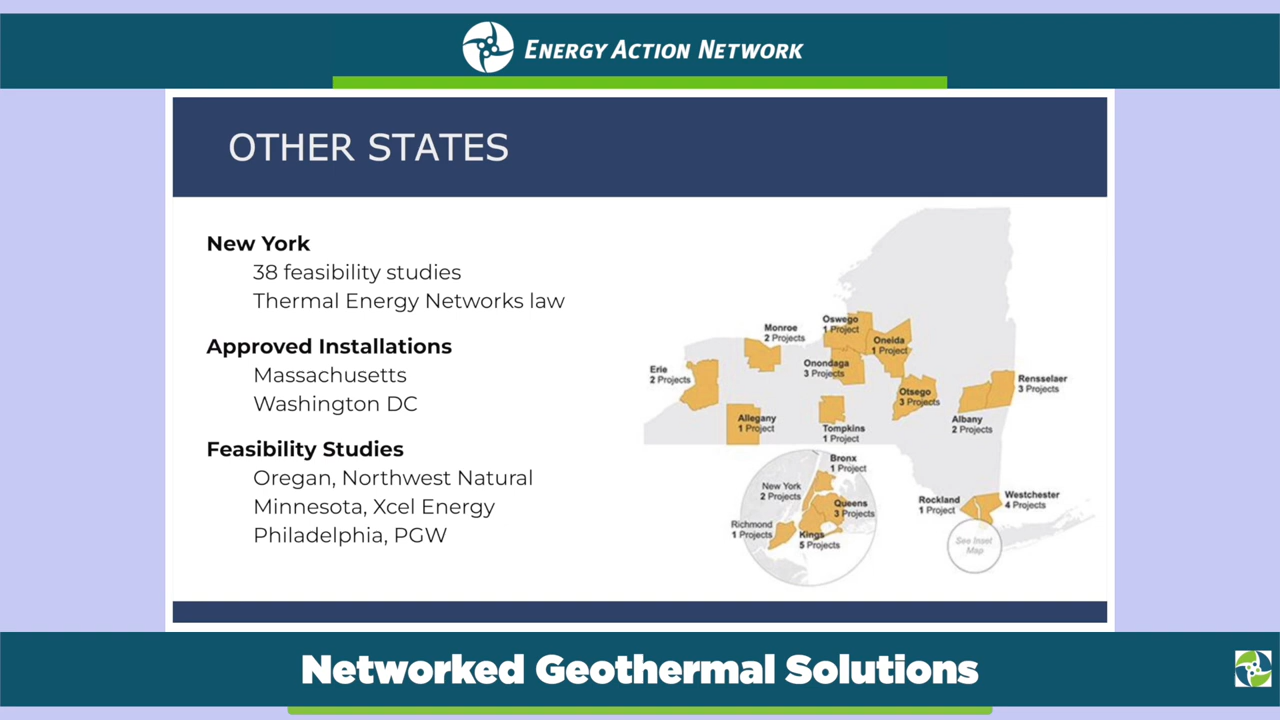 ENERGY ACTION NETWORK
OTHER STATES
New York
38 feasibility studies
Thermal Energy Networks law
Approved Installations
Massachusetts
Washington DC
Feasibility Studies
Oregan, Northwest Natural
Minnesota, Xcel Energy
Philadelphia, PGW
Oswego
1 Project
Monroe
2 Projects
Oneida
1 Project
Onondaga
3 Projects
Erie
2 Projects
Rensselaer
3 Projects
Otsego
3 Projects
Allegany
1 Project
Albany
2 Projects
Tompkins
1 Project
Bronx
1 Project
New York
2 Projects
Queens
3 Projects
Richmond
1 Projects
Kings
5 Projects
Rockland
1 Project
Westchester
4 Projects
See Inset
Map
Networked Geothermal Solutions